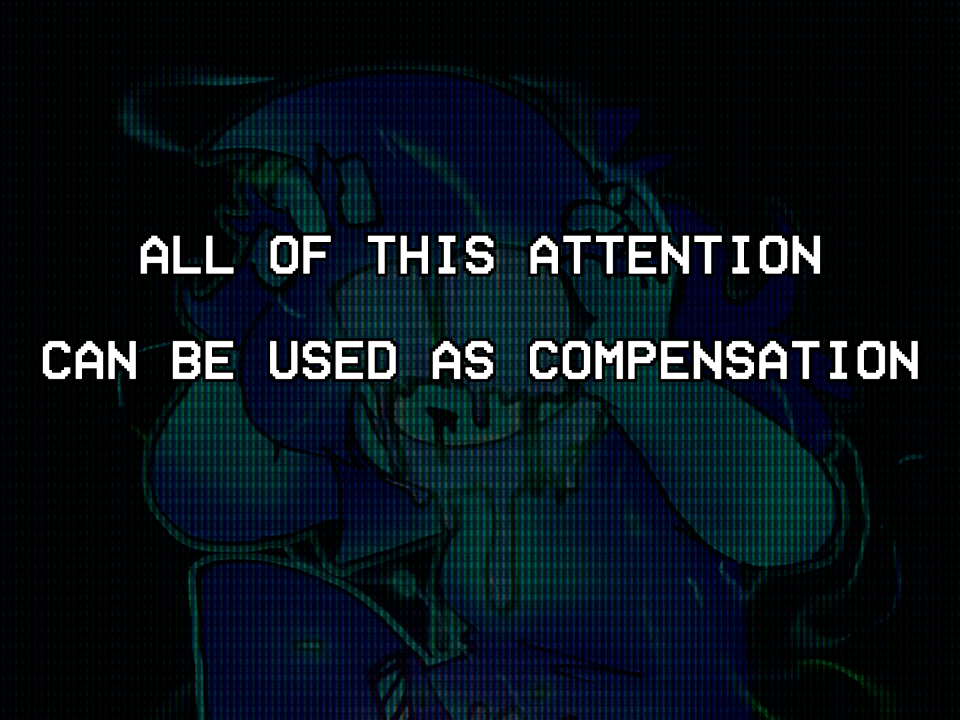 ALL OF THIS ATTENTION
CAN BE USED AS COMPENSATION